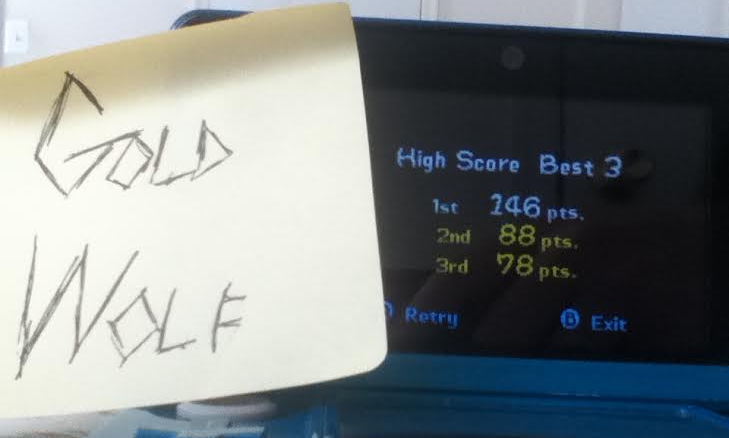 GOLD
WOLF
High Score Best 3
1st 146 pts.
2nd 88 pts.
3rd 78 pts.
Retry
B Exit